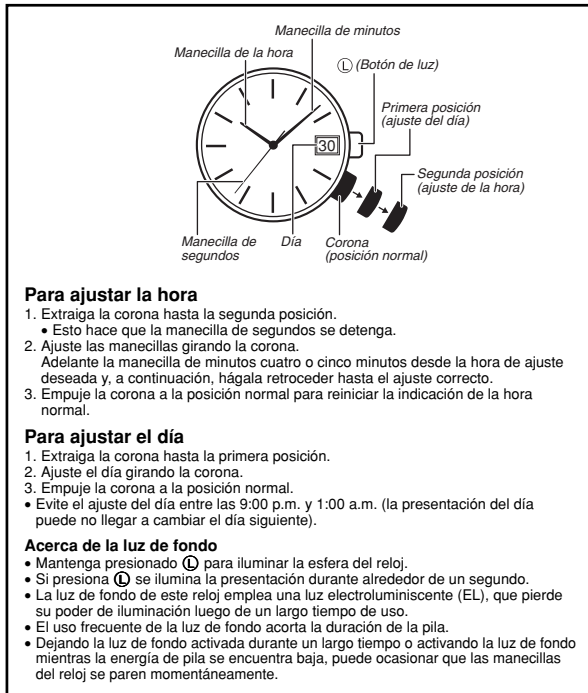 Manecilla de minutos
Manecilla de la hora
Ⓛ (Botón de luz)
Primera posición
(ajuste del día)
30
Segunda posición
(ajuste de la hora)
Manecilla de
segundos
Día
Corona
(posición normal)
Para ajustar la hora
1. Extraiga la corona hasta la segunda posición.
• Esto hace que la manecilla de segundos se detenga.
2. Ajuste las manecillas girando la corona.
Adelante la manecilla de minutos cuatro o cinco minutos desde la hora de ajuste
deseada y, a continuación, hágala retroceder hasta el ajuste correcto.
3. Empuje la corona a la posición normal para reiniciar la indicación de la hora
normal.
Para ajustar el día
1. Extraiga la corona hasta la primera posición.
2. Ajuste el día girando la corona.
3. Empuje la corona a la posición normal.
• Evite el ajuste del día entre las 9:00 p.m. y 1:00 a.m. (la presentación del día
puede no llegar a cambiar el día siguiente).
Acerca de la luz de fondo
• Mantenga presionado Ⓛ para iluminar la esfera del reloj.
• Si presiona Ⓛ se ilumina la presentación durante alrededor de un segundo.
• La luz de fondo de este reloj emplea una luz electroluminiscente (EL), que pierde
su poder de iluminación luego de un largo tiempo de uso.
• El uso frecuente de la luz de fondo acorta la duración de la pila.
• Dejando la luz de fondo activada durante un largo tiempo o activando la luz de fondo
mientras la energía de pila se encuentra baja, puede ocasionar que las manecillas
del reloj se paren momentáneamente.